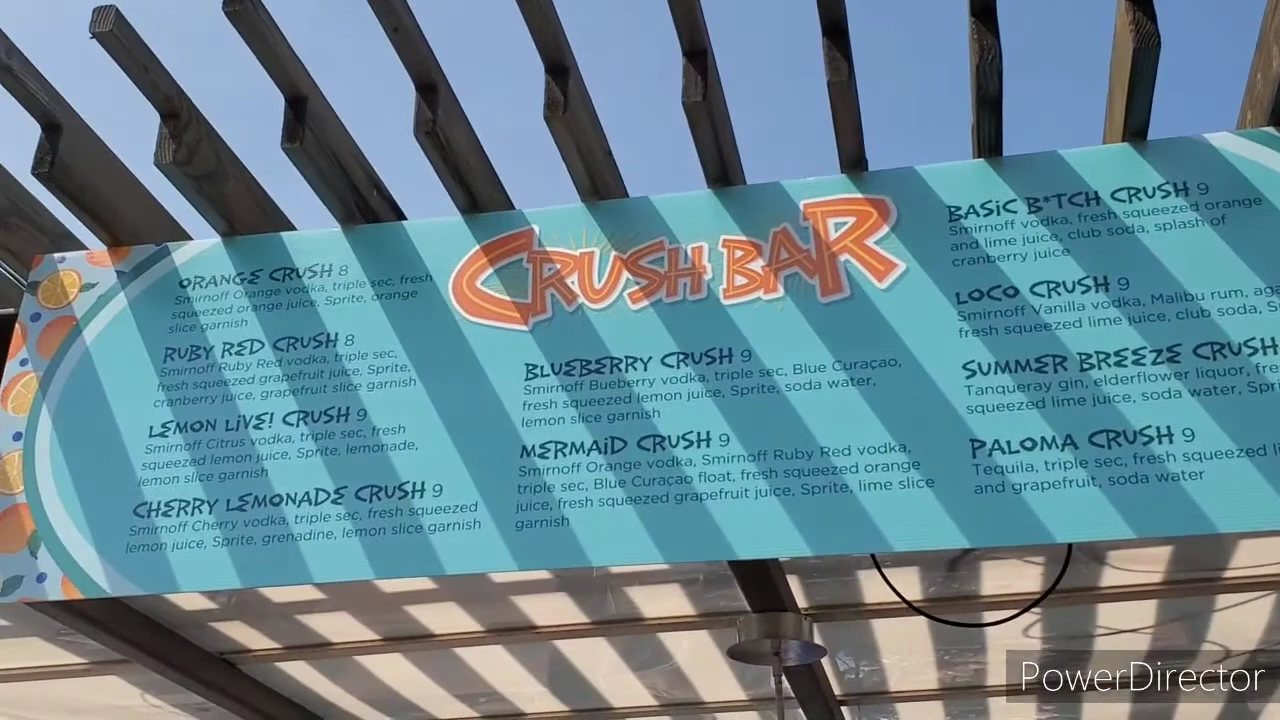 ORANGE CRUSH 8
Smirnoff Orange vodka, triple sec, fresh
squeezed orange juice, Sprite, orange
slice garnish
RUBY RED CRUSH 8
Smirnoff Ruby Red vodka, triple sec,
fresh squeezed grapefruit juice, Sprite,
cranberry juice, grapefruit slice garnish
LEMON LiVE! CRUSH 9
Smirnoff Citrus vodka, triple sec, fresh
squeezed lemon juice, Sprite, lemonade,
lemon slice garnish
CHERRY LEMONADE CRUSH 9
Smirnoff Cherry vodka, triple sec, fresh squeezed
lemon juice, Sprite, grenadine, lemon slice garnish
CRUSH BAR
BLUEBERRY CRUSH 9
Smirnoff Bueberry vodka, triple sec, Blue Curaçao,
fresh squeezed lemon juice, Sprite, soda water,
lemon slice garnish
MERMAiD CRUSH 9
Smirnoff Orange vodka, Smirnoff Ruby Red vodka,
triple sec, Blue Curaçao float, fresh squeezed orange
juice, fresh squeezed grapefruit juice, Sprite, lime slice
garnish
BASiC B*TCH CRUSH 9
Smirnoff vodka, fresh squeezed orange
and lime juice, club soda, splash of
cranberry juice
LOCO CRUSH 9
Smirnoff Vanilla vodka, Malibu rum,
fresh squeezed lime juice, club soda,
SUMMER BREEZE CRUSH
Tanqueray gin, elderflower liquor,
squeezed lime juice, soda water,
PALOMA CRUSH 9
Tequila, triple sec, fresh squeezed
and grapefruit, soda water
PowerDirector